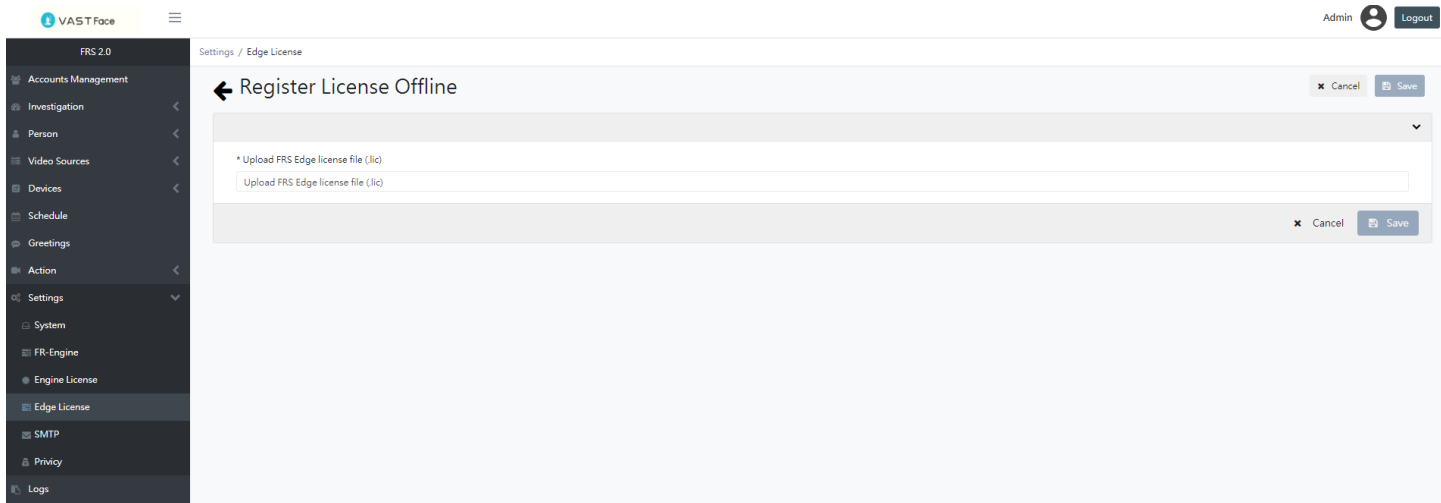 VAST Face
Admin
Logout
FRS 2.0
Settings / Edge License
Accounts Management
Register License Offline
Cancel
Save
Investigation
Person
Video Sources
* Upload FRS Edge license file (.lic)
Upload FRS Edge license file (.lic)
Devices
Schedule
Cancel
Save
Greetings
Action
Settings
System
FR-Engine
Engine License
Edge License
SMTP
Privicy
Logs